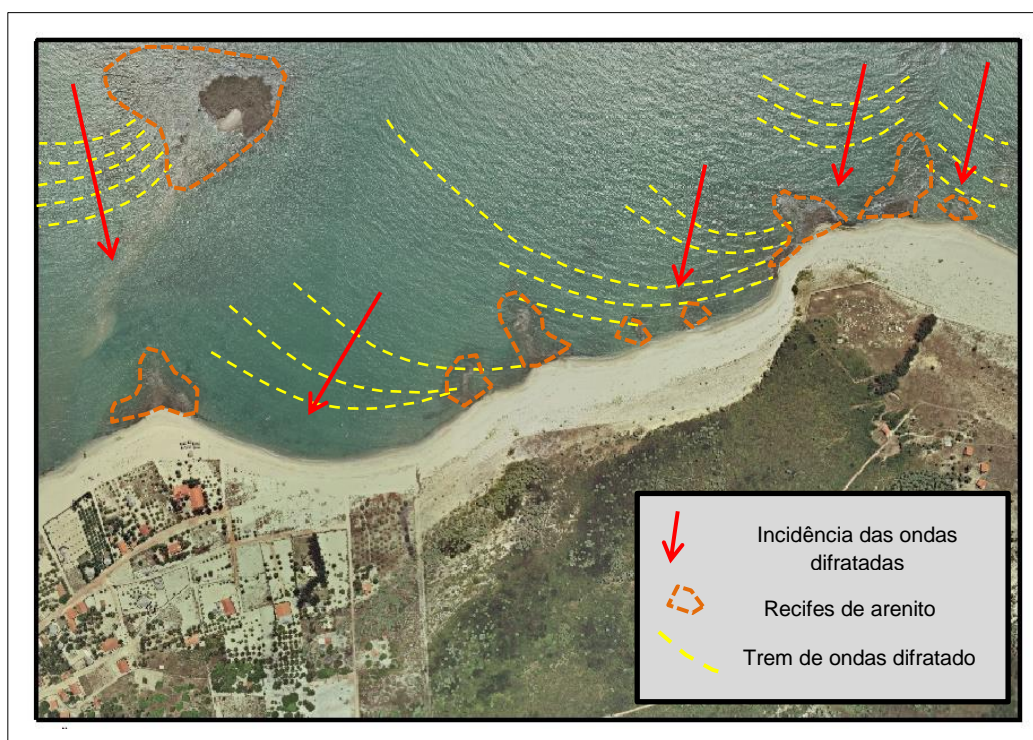 Incidência das ondas
difratadas
Recifes de arenito
Trem de ondas difratado